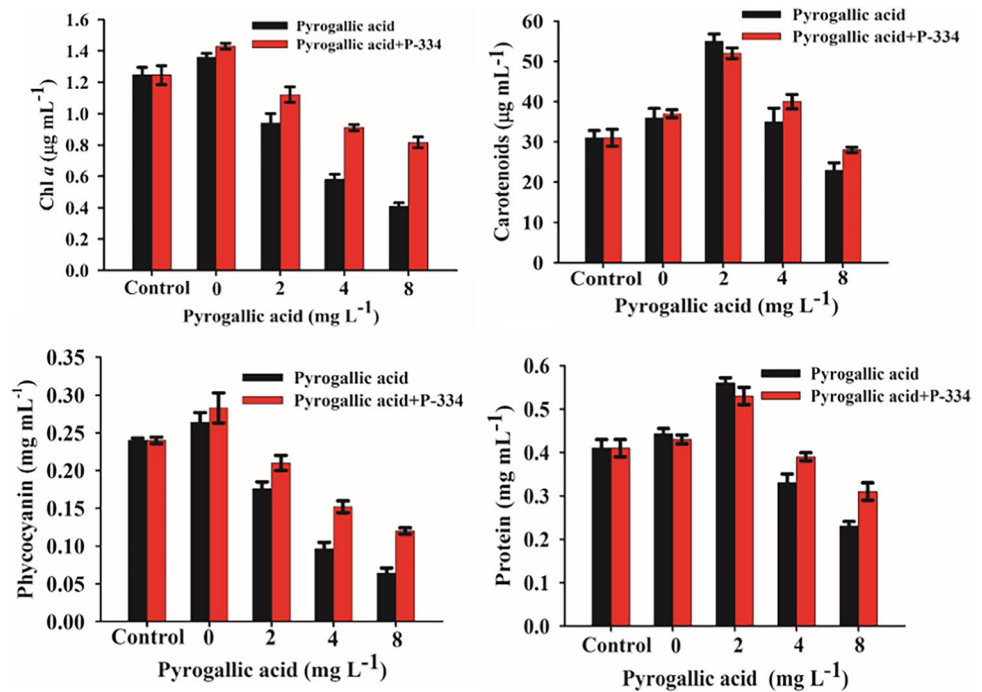 Pyrogallic acid
Pyrogallic acid+P-334
Chl a (µg mL⁻¹)
1.6
1.4
1.2
1.0
0.8
0.6
0.4
0.2
0.0
Control 0 2 4 8
Pyrogallic acid (mg L⁻¹)
Pyrogallic acid
Pyrogallic acid+P-334
Carotenoids (µg mL⁻¹)
60
50
40
30
20
10
0
Control 0 2 4 8
Pyrogallic acid (mg L⁻¹)
Pyrogallic acid
Pyrogallic acid+P-334
Phycocyanin (mg mL⁻¹)
0.35
0.30
0.25
0.20
0.15
0.10
0.05
0.00
Control 0 2 4 8
Pyrogallic acid (mg L⁻¹)
Pyrogallic acid
Pyrogallic acid+P-334
Protein (mg mL⁻¹)
0.6
0.5
0.4
0.3
0.2
0.1
0.0
Control 0 2 4 8
Pyrogallic acid (mg L⁻¹)